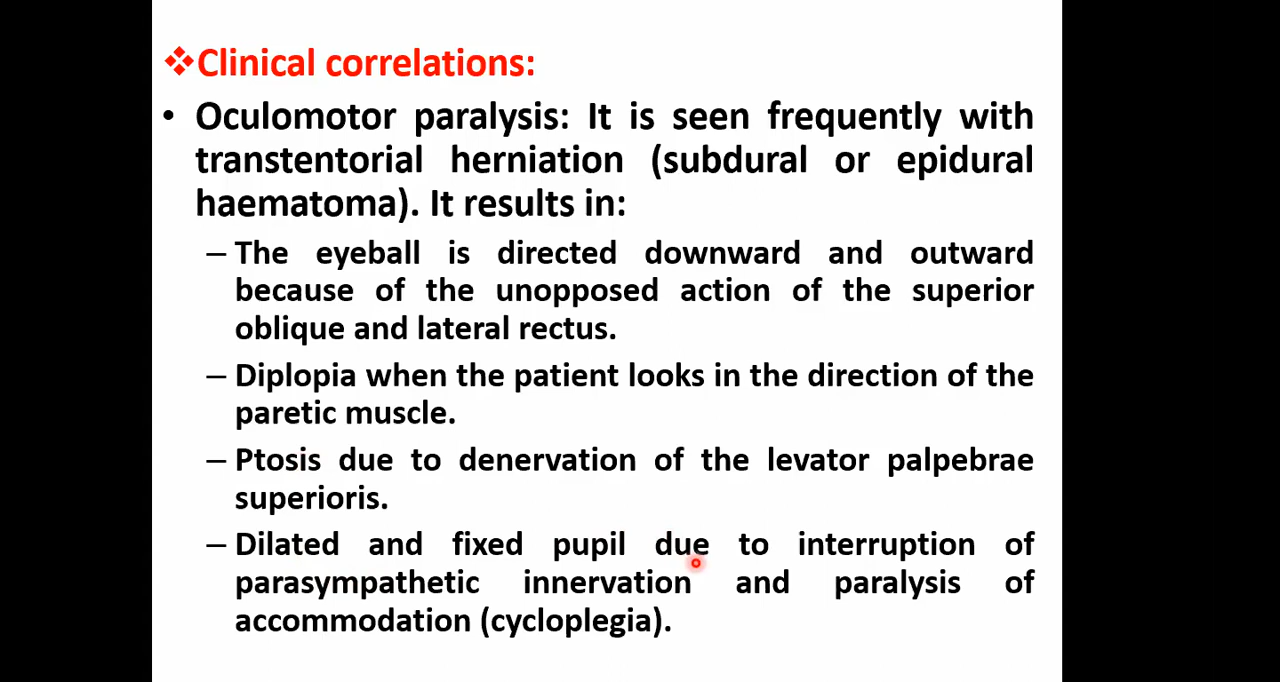 ❖Clinical correlations:
• Oculomotor paralysis: It is seen frequently with
transtentorial herniation (subdural or epidural
haematoma). It results in:
– The eyeball is directed downward and outward
because of the unopposed action of the superior
oblique and lateral rectus.
– Diplopia when the patient looks in the direction of the
paretic muscle.
– Ptosis due to denervation of the levator palpebrae
superioris.
– Dilated and fixed pupil due to interruption of
parasympathetic innervation and paralysis of
accommodation (cycloplegia).